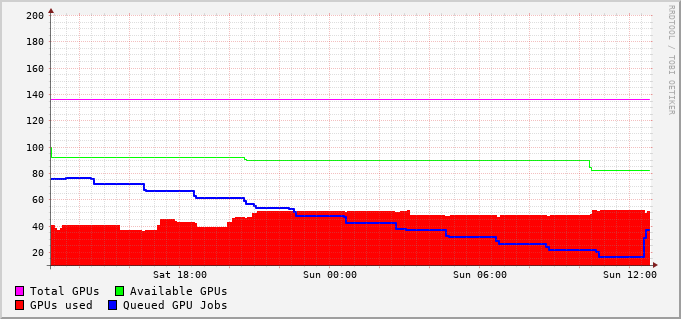 200
180
160
140
120
100
80
60
40
20
Sat 18:00 Sun 00:00 Sun 06:00 Sun 12:00
Total GPUs Available GPUs
GPUs used Queued GPU Jobs
RRDTOOL / TOBI OETIKER